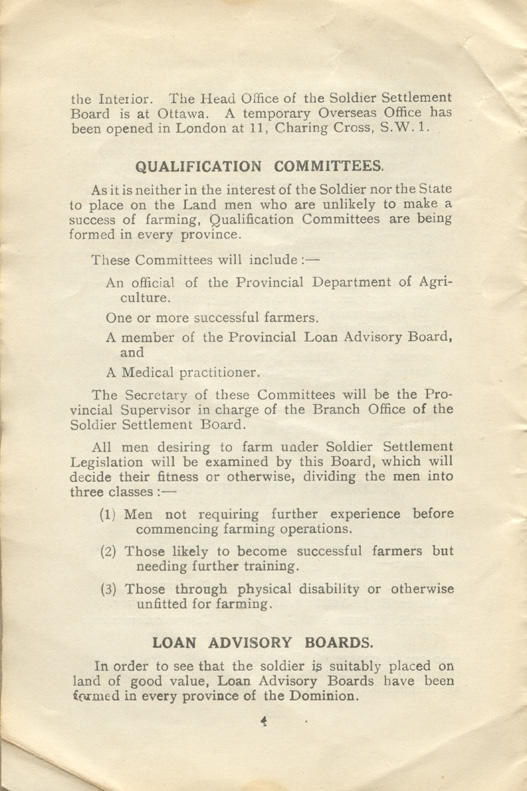 the Interior. The Head Office of the Soldier Settlement
Board is at Ottawa. A temporary Overseas Office has
been opened in London at 11, Charing Cross, S.W. 1.
QUALIFICATION COMMITTEES.
As it is neither in the interest of the Soldier nor the State
to place on the Land men who are unlikely to make a
success of farming, Qualification Committees are being
formed in every province.
These Committees will include :—
An official of the Provincial Department of Agri-
culture.
One or more successful farmers.
A member of the Provincial Loan Advisory Board,
and
A Medical practitioner.
The Secretary of these Committees will be the Pro-
vincial Supervisor in charge of the Branch Office of the
Soldier Settlement Board.
All men desiring to farm under Soldier Settlement
Legislation will be examined by this Board, which will
decide their fitness or otherwise, dividing the men into
three classes :—
(1) Men not requiring further experience before
commencing farming operations.
(2) Those likely to become successful farmers but
needing further training.
(3) Those through physical disability or otherwise
unfitted for farming.
LOAN ADVISORY BOARDS.
In order to see that the soldier is suitably placed on
land of good value, Loan Advisory Boards have been
formed in every province of the Dominion.
4